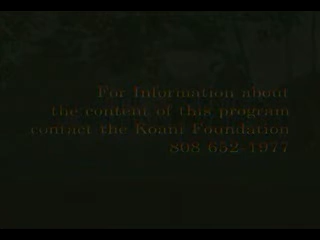 For Information about
the content of this program
contact the Koani Foundation
808 652-1977